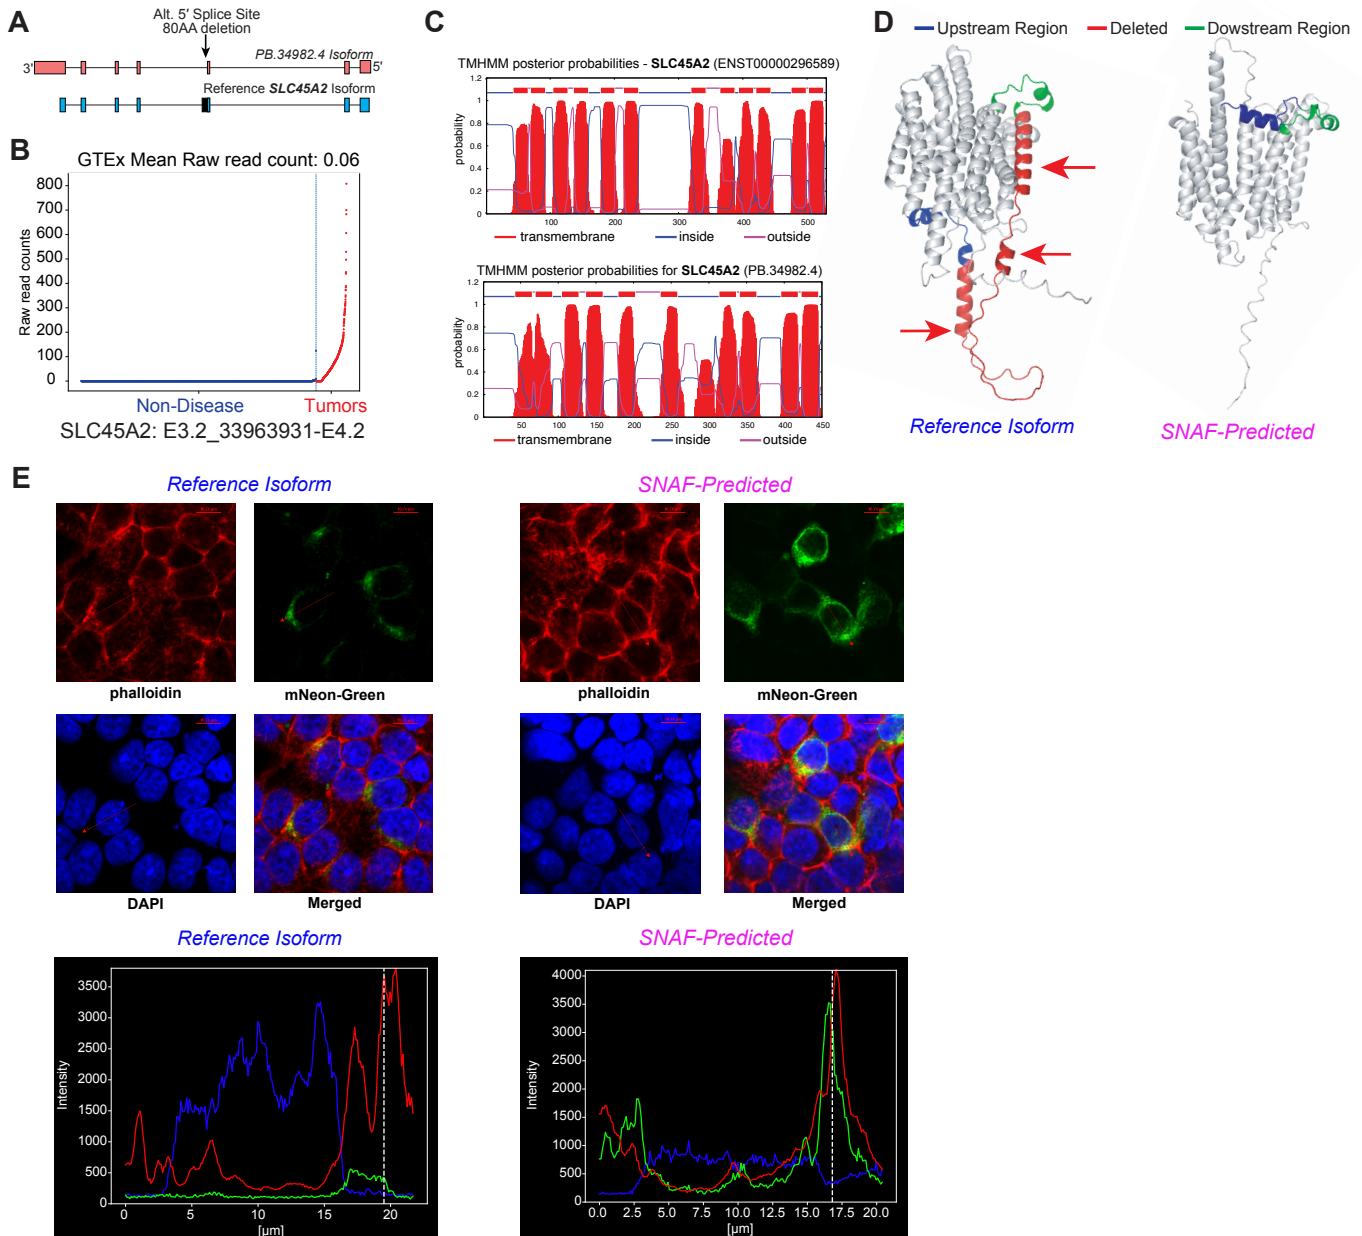 A
Alt. 5′ Splice Site
80AA deletion
PB.34982.4 Isoform
3'
5'
Reference SLC45A2 Isoform
B
GTEx Mean Raw read count: 0.06
Raw read counts
800
700
600
500
400
300
200
100
0
Non-Disease
Tumors
SLC45A2: E3.2_33963931-E4.2
C
TMHMM posterior probabilities - SLC45A2 (ENST00000296589)
probability
1.2
1
0.8
0.6
0.4
0.2
0
100
200
300
400
500
transmembrane
inside
outside
TMHMM posterior probabilities for SLC45A2 (PB.34982.4)
probability
1.2
1
0.8
0.6
0.4
0.2
0
50
100
150
200
250
300
350
400
450
transmembrane
inside
outside
D
Upstream Region
Deleted
Dowstream Region
Reference Isoform
SNAF-Predicted
E
Reference Isoform
SNAF-Predicted
phalloidin
mNeon-Green
phalloidin
mNeon-Green
DAPI
Merged
DAPI
Merged
Reference Isoform
SNAF-Predicted
Intensity
3500
3000
2500
2000
1500
1000
500
0
0
5
10
15
20
[µm]
Intensity
4000
3500
3000
2500
2000
1500
1000
500
0
0.0
2.5
5.0
7.5
10.0
12.5
15.0
17.5
20.0
[µm]